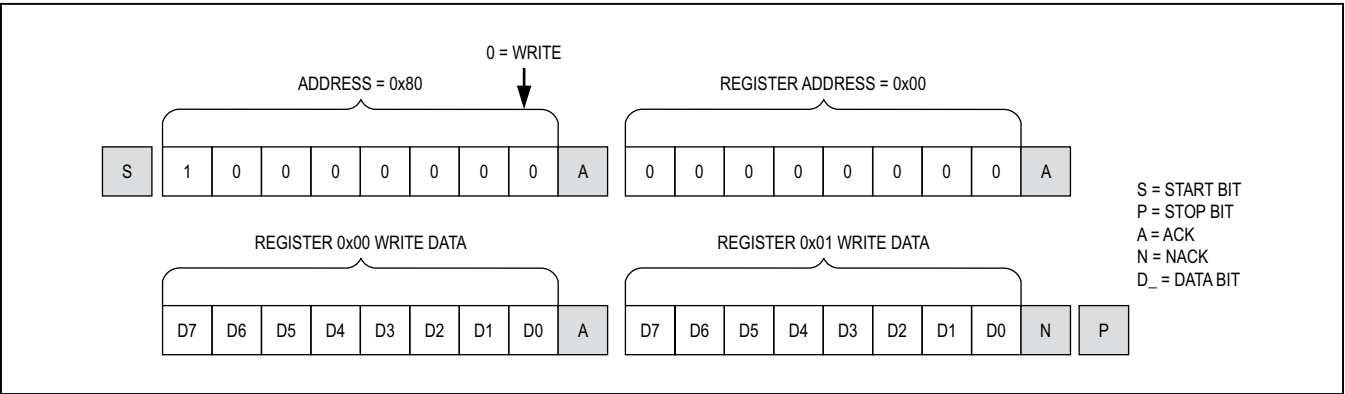 0 = WRITE
ADDRESS = 0x80
REGISTER ADDRESS = 0x00
S 1 0 0 0 0 0 0 0 A 0 0 0 0 0 0 0 0 A
REGISTER 0x00 WRITE DATA
REGISTER 0x01 WRITE DATA
D7 D6 D5 D4 D3 D2 D1 D0 A D7 D6 D5 D4 D3 D2 D1 D0 N P
S = START BIT
P = STOP BIT
A = ACK
N = NACK
D_ = DATA BIT